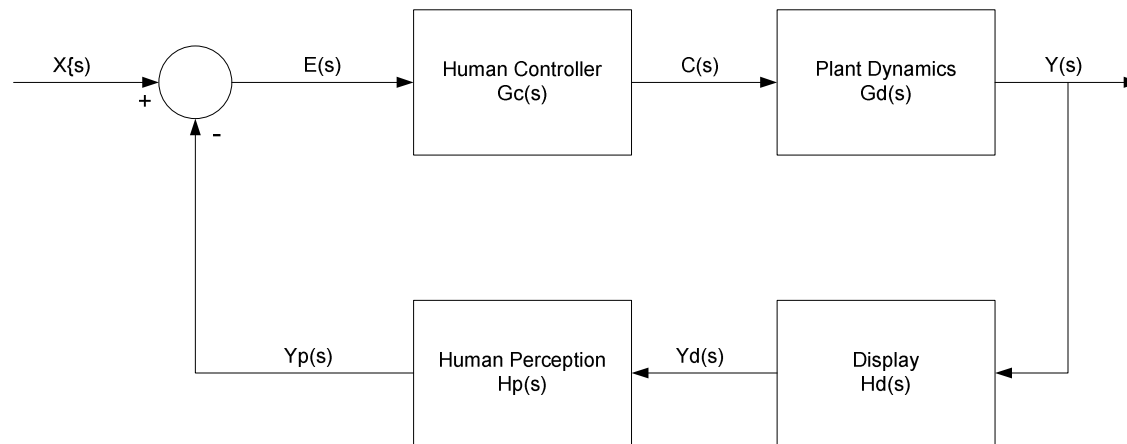 X{s)
+
-
E(s)
Human Controller
Gc(s)
C(s)
Plant Dynamics
Gd(s)
Y(s)
Yp(s)
Human Perception
Hp(s)
Yd(s)
Display
Hd(s)